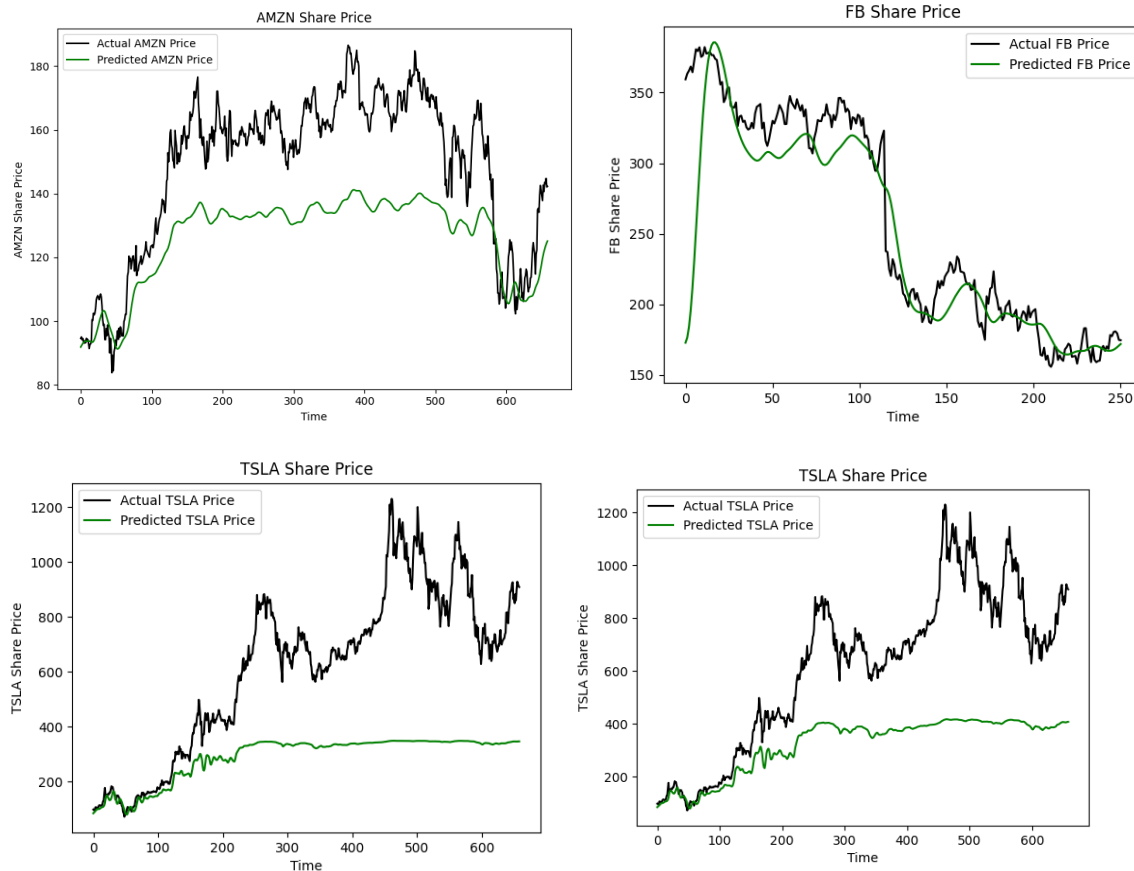 AMZN Share Price
Actual AMZN Price
Predicted AMZN Price
180
160
140
120
100
80
AMZN Share Price
0 100 200 300 400 500 600
Time
FB Share Price
Actual FB Price
Predicted FB Price
350
300
250
200
150
FB Share Price
0 50 100 150 200 250
Time
TSLA Share Price
Actual TSLA Price
Predicted TSLA Price
1200
1000
800
600
400
200
TSLA Share Price
0 100 200 300 400 500 600
Time
TSLA Share Price
Actual TSLA Price
Predicted TSLA Price
1200
1000
800
600
400
200
TSLA Share Price
0 100 200 300 400 500 600
Time